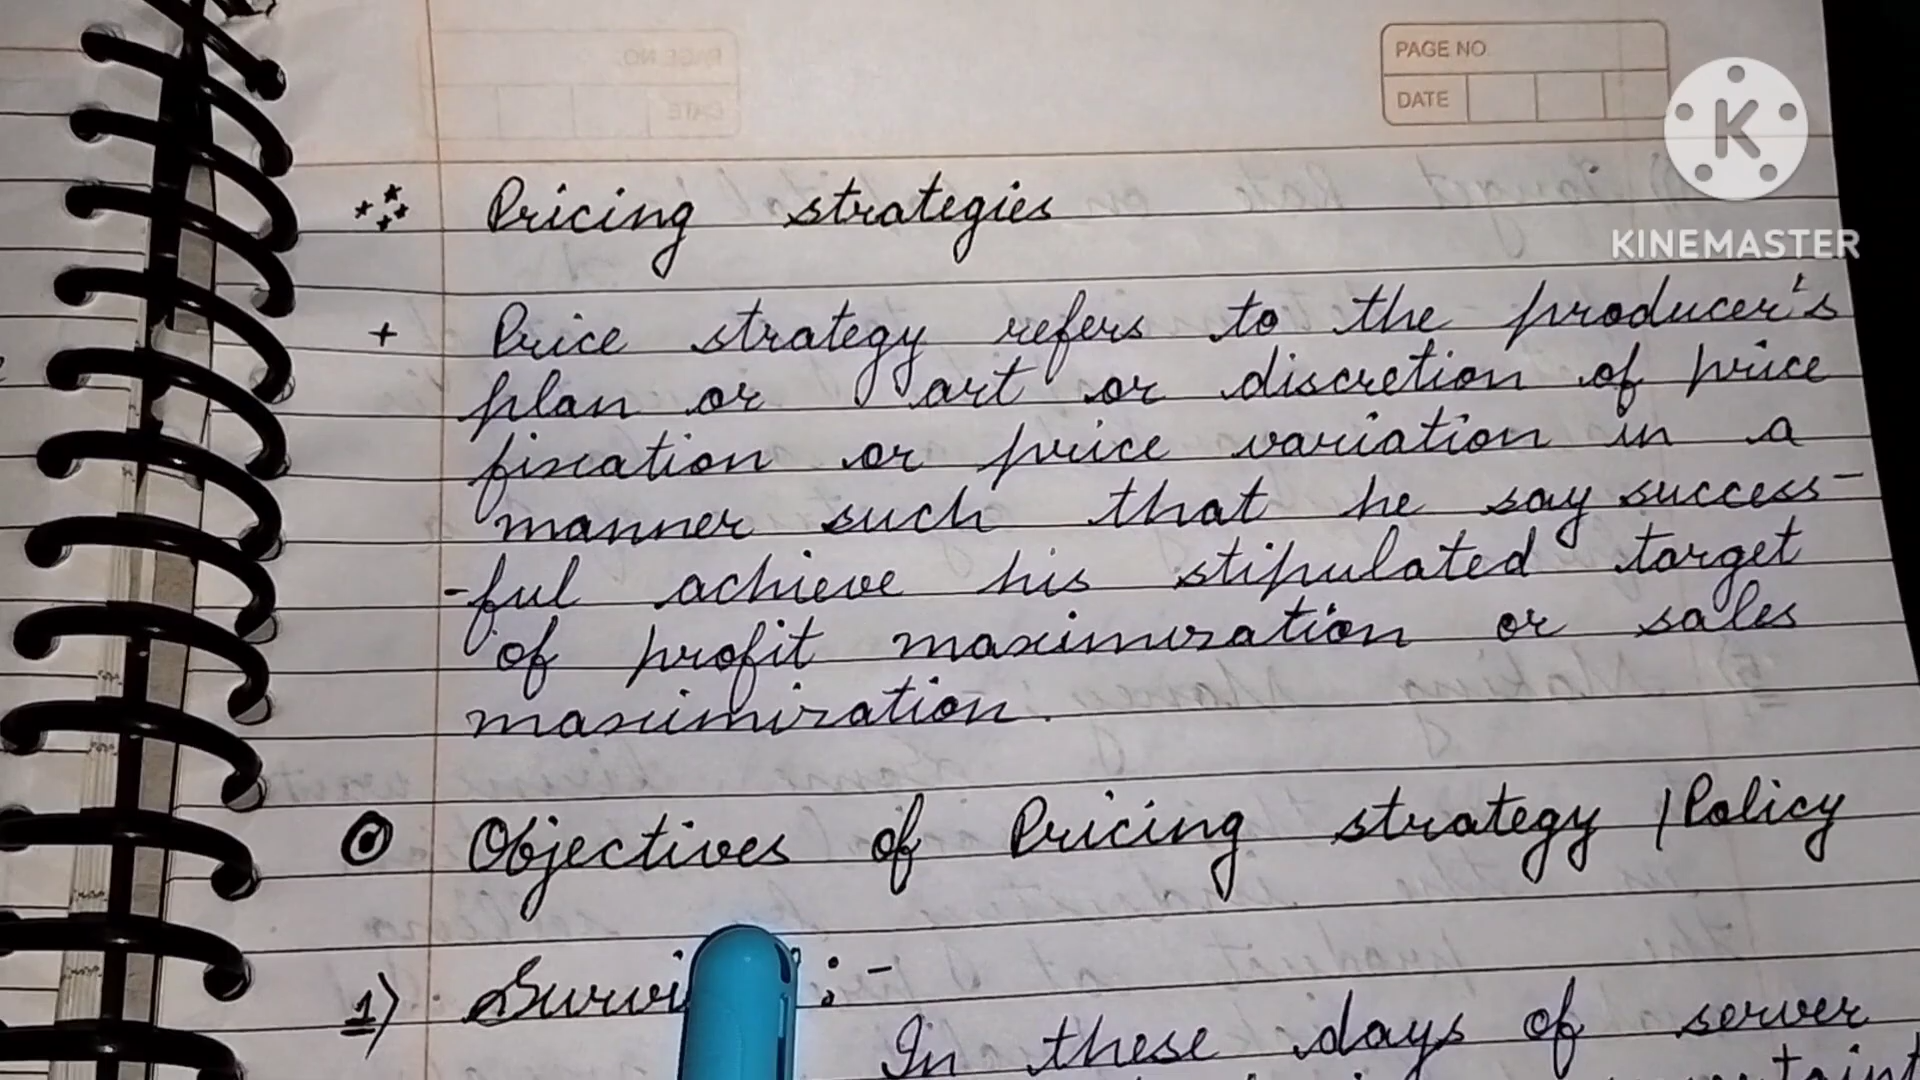 PAGE NO.
DATE
KINEMASTER
Pricing strategies
+ Price strategy refers to the producer's
plan or art or discretion of price
fixation or price variation in a
manner such that he say success-
-ful achieve his stipulated target
of profit maximization or sales
maximization.
Objectives of Pricing strategy / Policy
1) :-
In these days of server